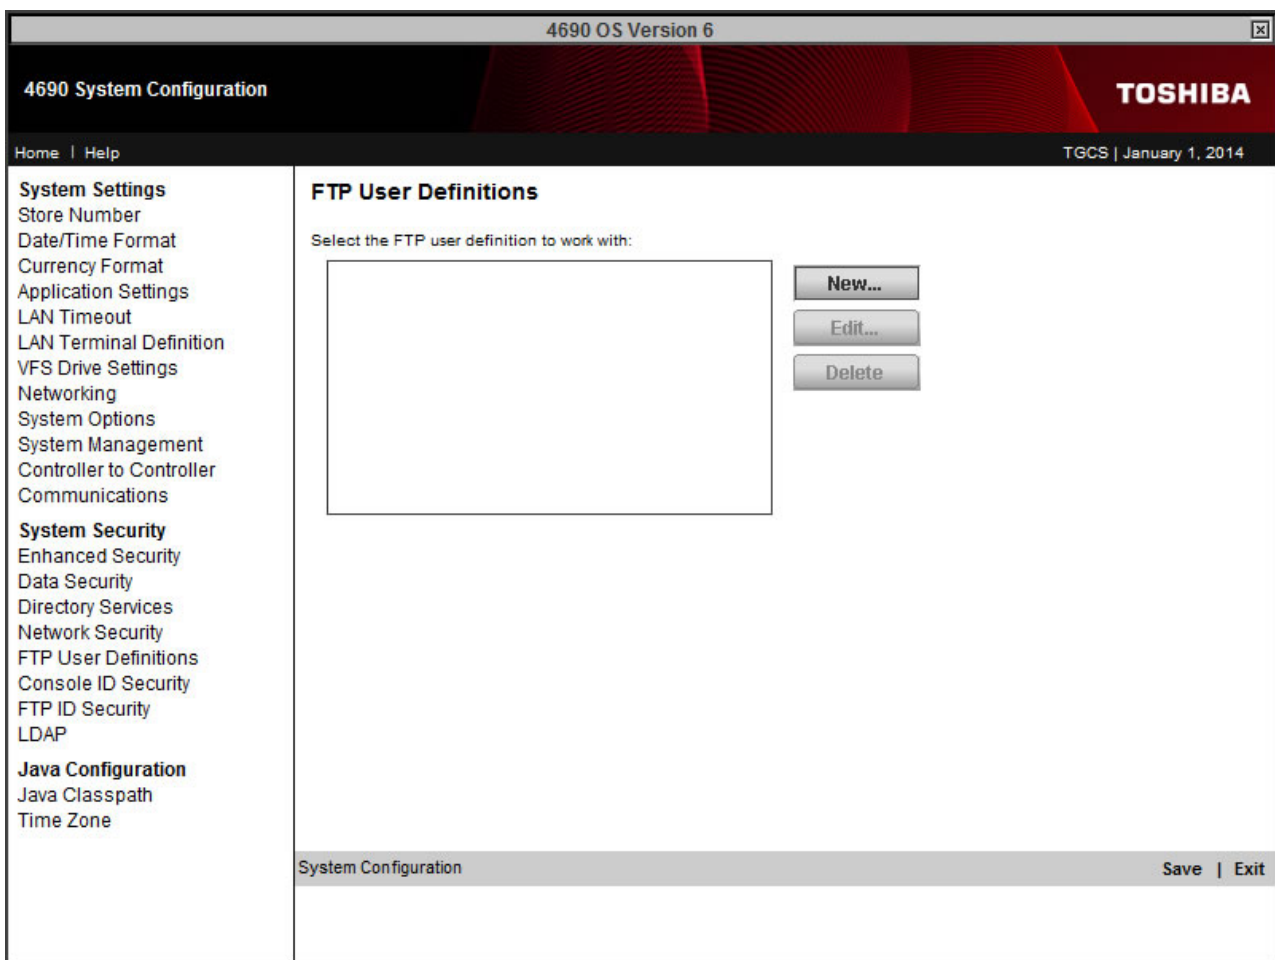 4690 OS Version 6
4690 System Configuration
TOSHIBA
Home | Help
TGCS | January 1, 2014
System Settings
Store Number
Date/Time Format
Currency Format
Application Settings
LAN Timeout
LAN Terminal Definition
VFS Drive Settings
Networking
System Options
System Management
Controller to Controller
Communications
System Security
Enhanced Security
Data Security
Directory Services
Network Security
FTP User Definitions
Console ID Security
FTP ID Security
LDAP
Java Configuration
Java Classpath
Time Zone
FTP User Definitions
Select the FTP user definition to work with:
New...
Edit...
Delete
System Configuration
Save | Exit